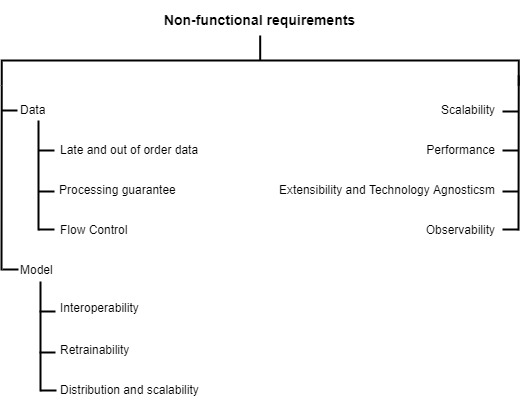 Non-functional requirements
Data
Late and out of order data
Processing guarantee
Flow Control
Model
Interoperability
Retrainability
Distribution and scalability
Scalability
Performance
Extensibility and Technology Agnosticsm
Observability